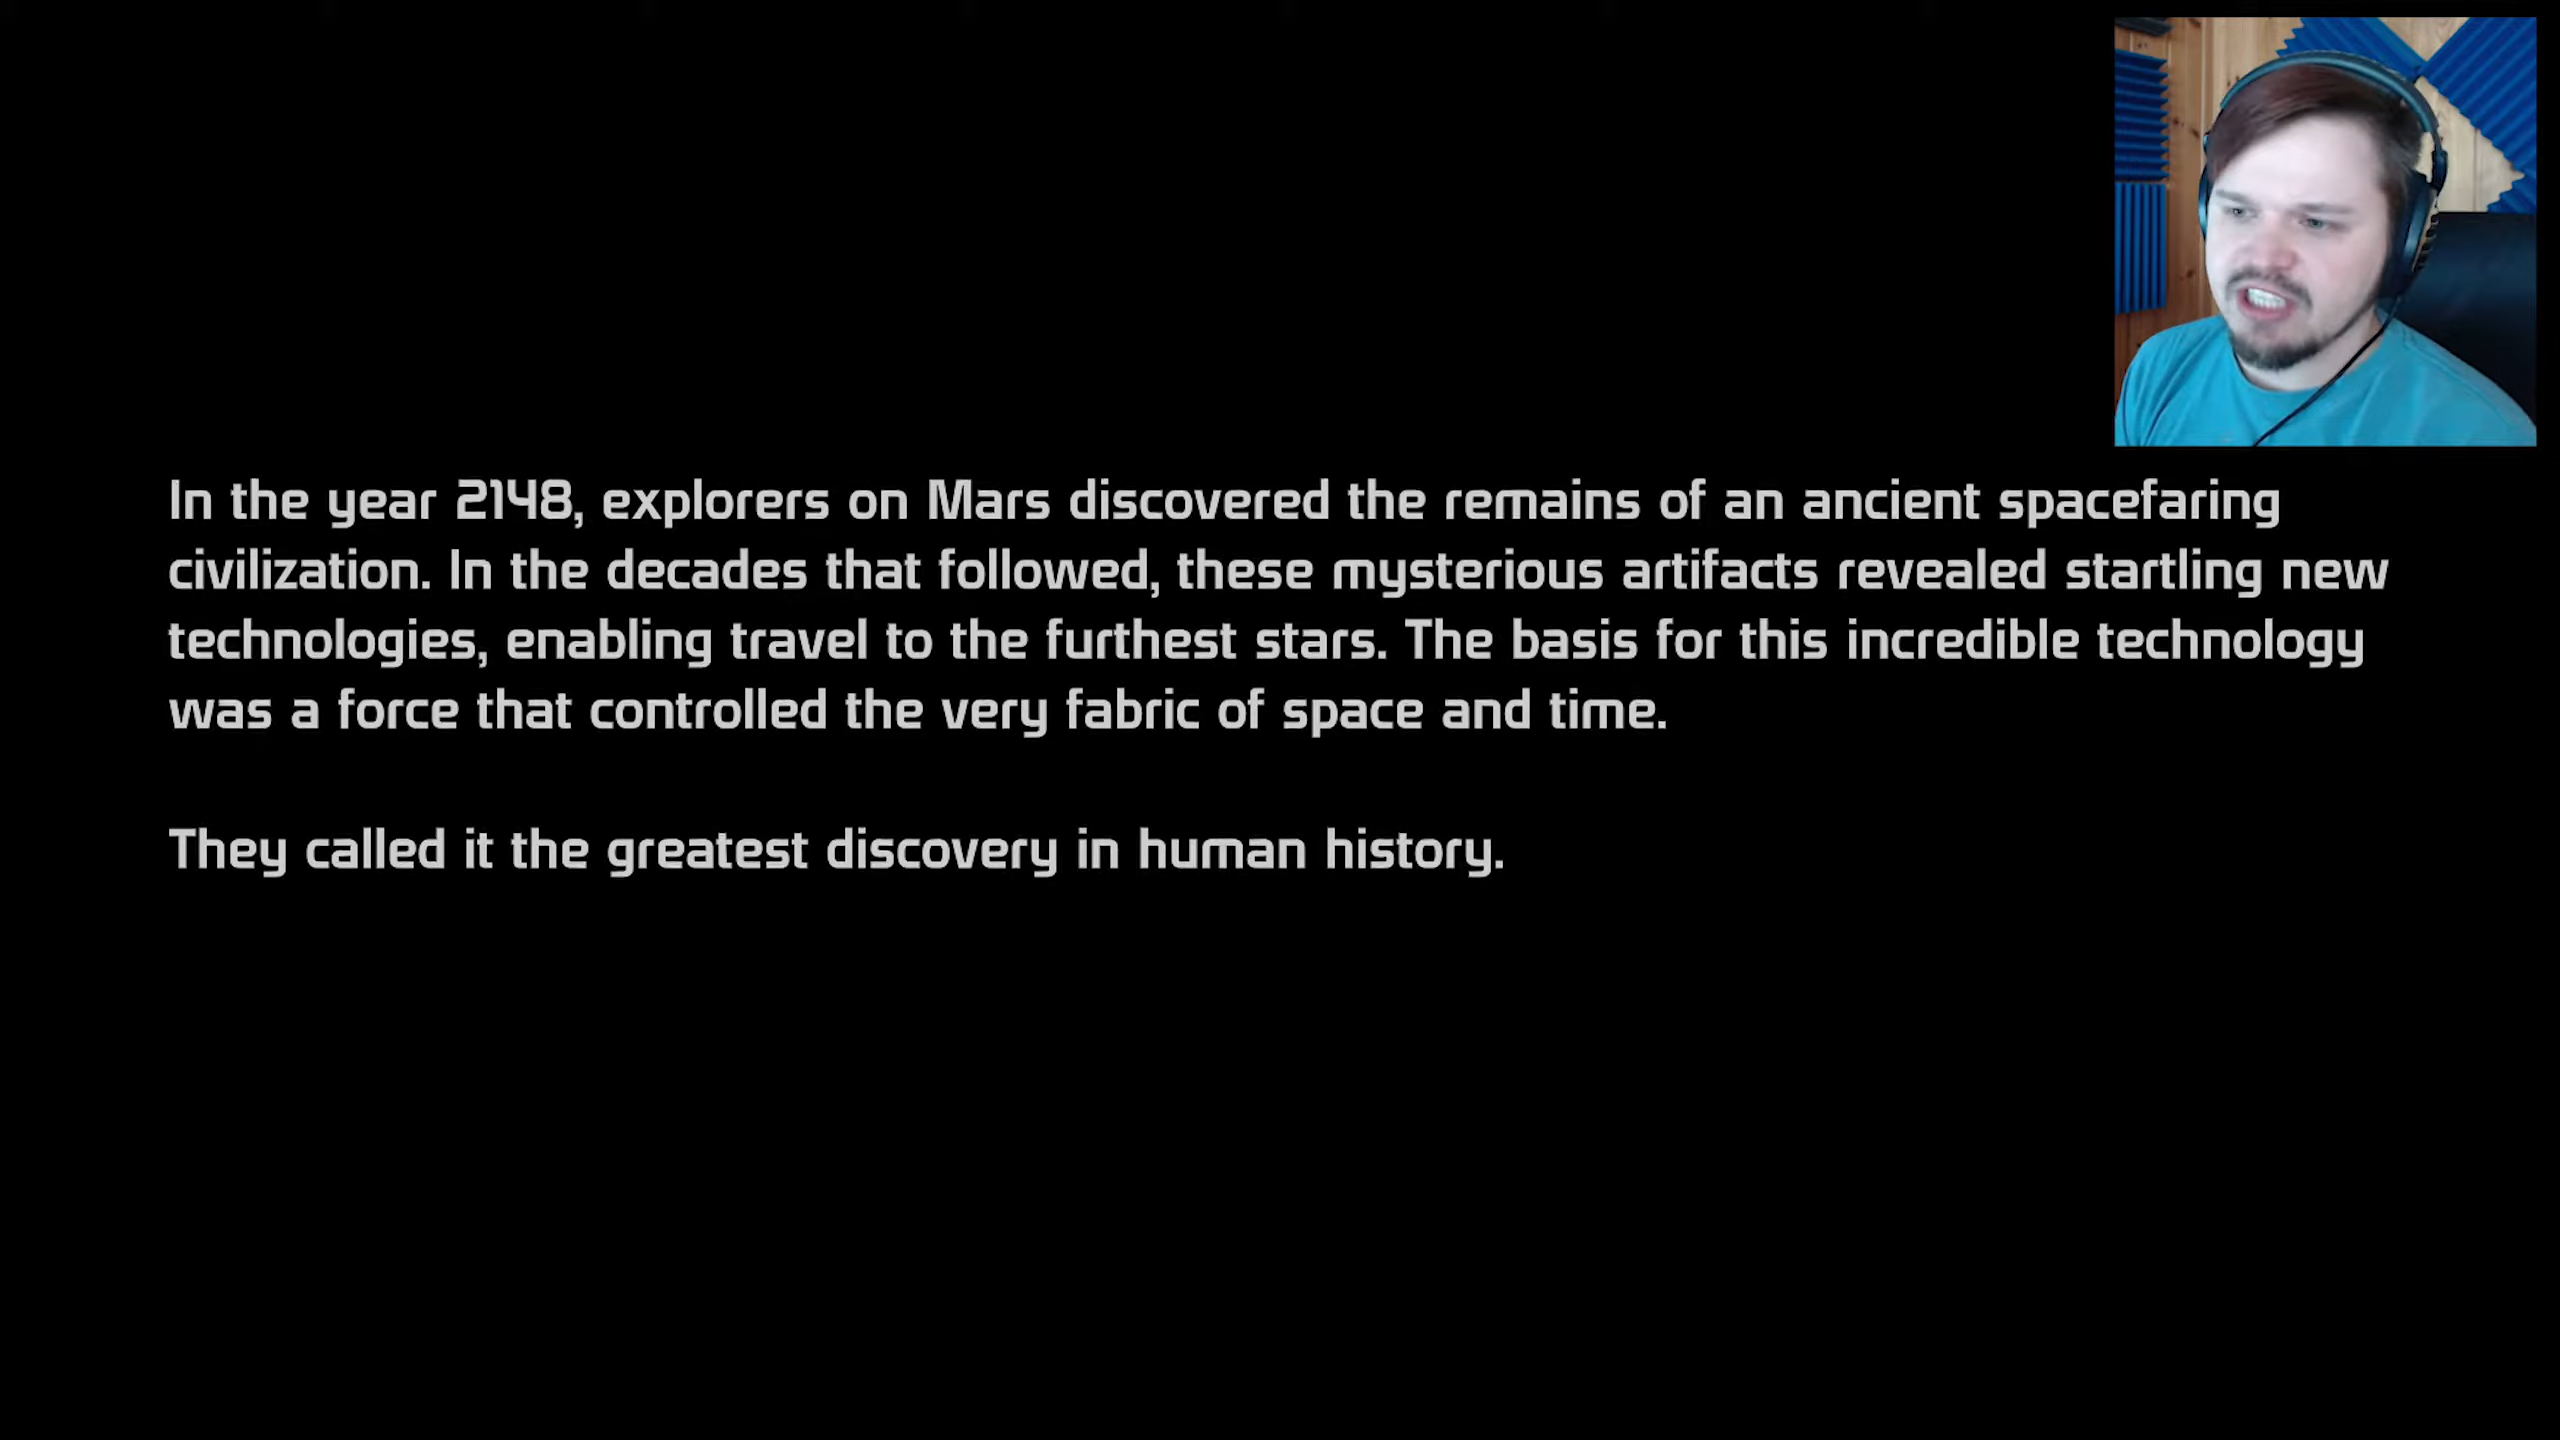 In the year 2148, explorers on Mars discovered the remains of an ancient spacefaring
civilization. In the decades that followed, these mysterious artifacts revealed startling new
technologies, enabling travel to the furthest stars. The basis for this incredible technology
was a force that controlled the very fabric of space and time.
They called it the greatest discovery in human history.